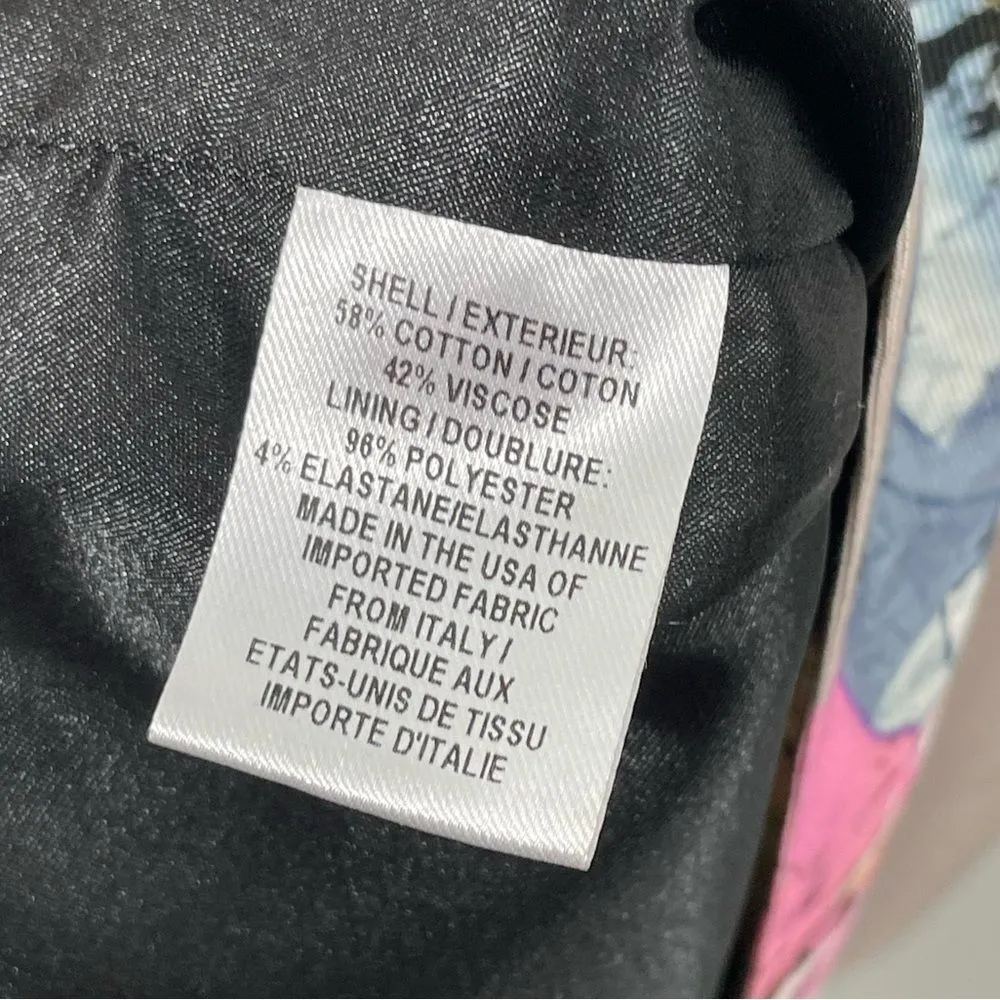 SHELL / EXTERIEUR:
58% COTTON / COTON
42% VISCOSE
LINING / DOUBLURE:
96% POLYESTER
4% ELASTANE/ELASTHANNE
MADE IN THE USA OF
IMPORTED FABRIC
FROM ITALY /
FABRIQUE AUX
ETATS-UNIS DE TISSU
IMPORTE D'ITALIE